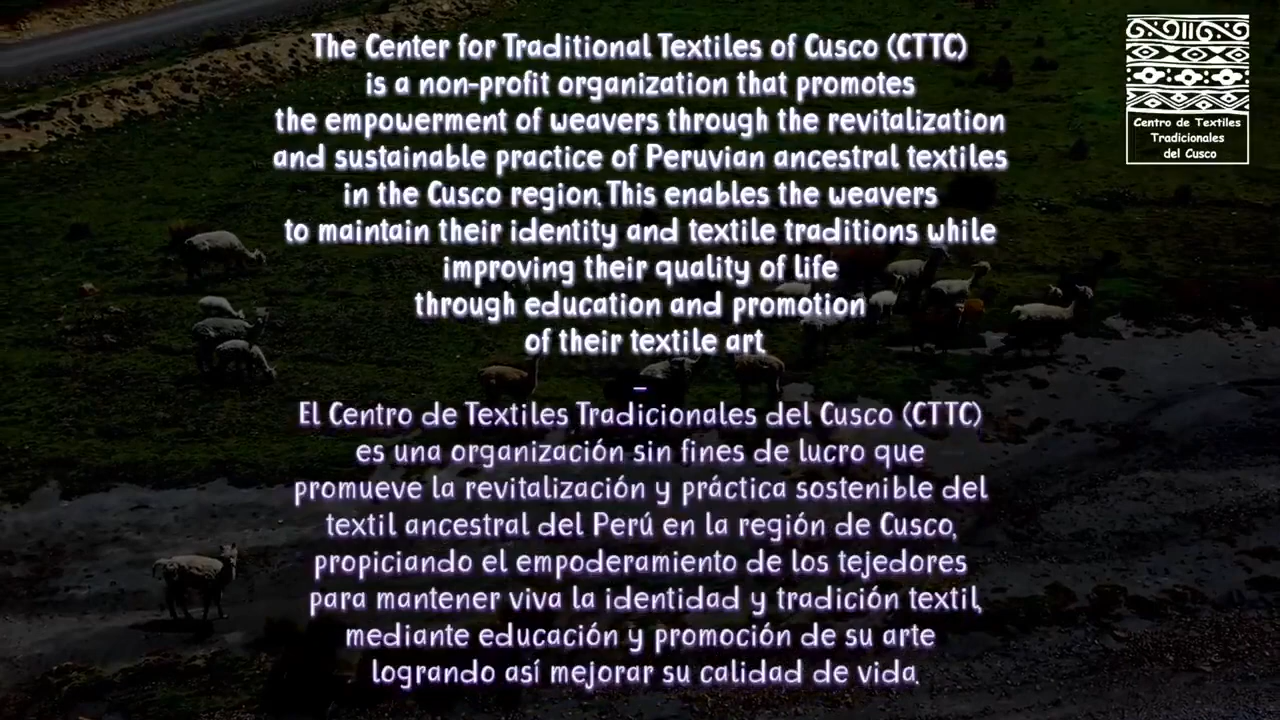 The Center for Traditional Textiles of Cusco (CTTC)
is a non-profit organization that promotes
the empowerment of weavers through the revitalization
and sustainable practice of Peruvian ancestral textiles
in the Cusco region. This enables the weavers
to maintain their identity and textile traditions while
improving their quality of life
through education and promotion
of their textile art.
–
El Centro de Textiles Tradicionales del Cusco (CTTC)
es una organización sin fines de lucro que
promueve la revitalización y práctica sostenible del
textil ancestral del Perú en la región de Cusco,
propiciando el empoderamiento de los tejedores
para mantener viva la identidad y tradición textil,
mediante educación y promoción de su arte
logrando así mejorar su calidad de vida.
Centro de Textiles
Tradicionales
del Cusco